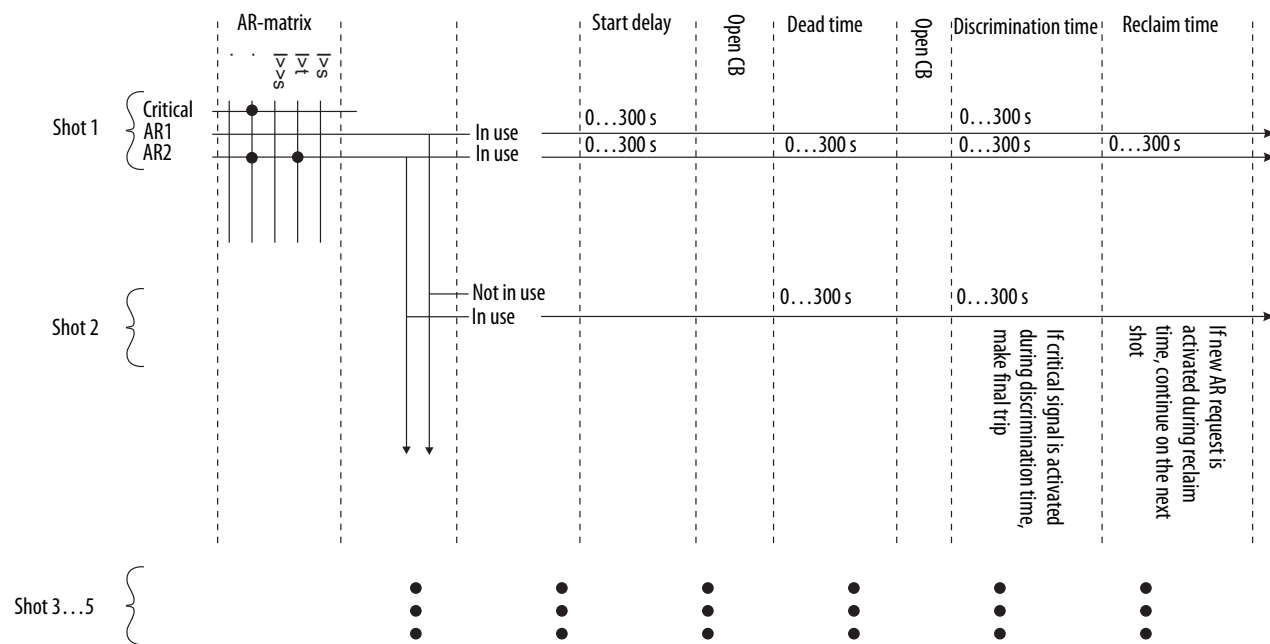 AR-matrix
Start delay
Open CB
Dead time
Open CB
Discrimination time
Reclaim time
.
.
I>>s
I>t
I>s
Shot 1
Critical
AR1
AR2
In use
In use
0…300 s
0…300 s
0…300 s
0…300 s
0…300 s
0…300 s
Shot 2
Not in use
In use
0…300 s
0…300 s
If critical signal is activated
during discrimination time,
make final trip
If new AR request is
activated during reclaim
time, continue on the next
shot
Shot 3…5